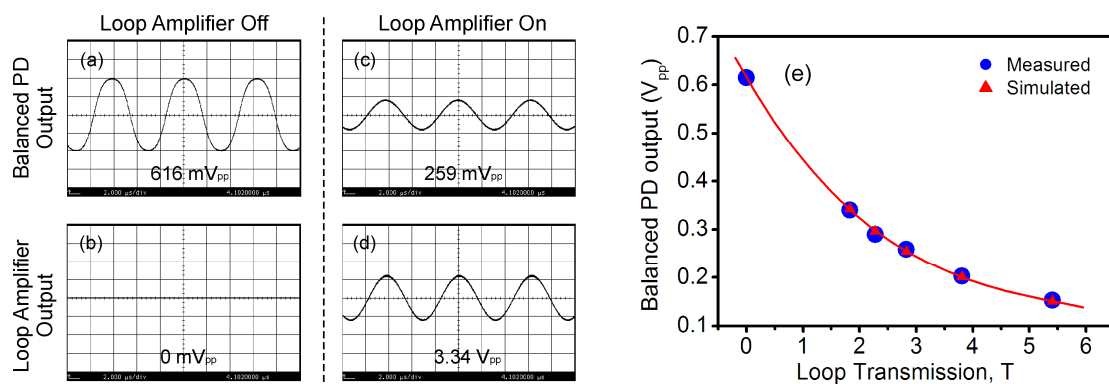 Loop Amplifier Off
Loop Amplifier On
Balanced PD
Output
(a)
616 mVpp
2.000 µs/div
4.1020000 µs
(c)
259 mVpp
2.000 µs/div
4.1020000 µs
Loop Amplifier
Output
(b)
0 mVpp
2.000 µs/div
4.1020000 µs
(d)
3.34 Vpp
2.000 µs/div
4.1020000 µs
Balanced PD output (Vpp)
0.7
0.6
0.5
0.4
0.3
0.2
0.1
(e)
Measured
Simulated
0 1 2 3 4 5 6
Loop Transmission, T